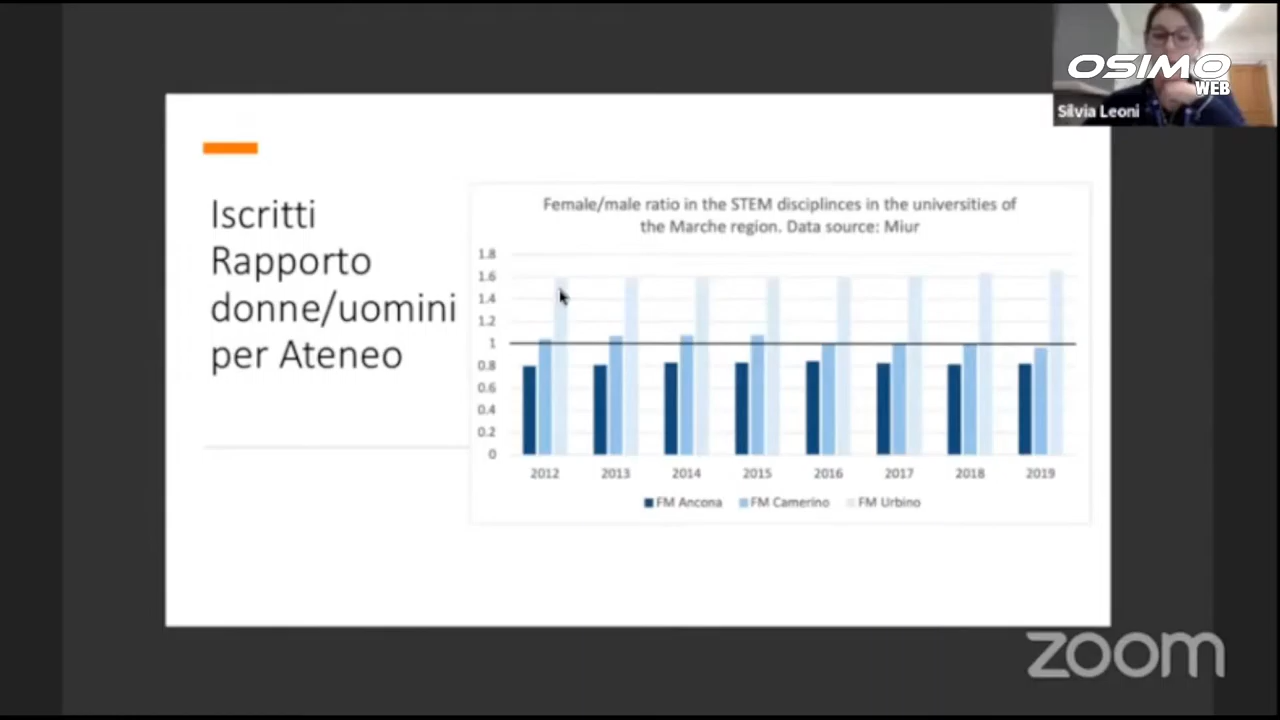 OSIMO
WEB
Silvia Leoni
Iscritti
Rapporto
donne/uomini
per Ateneo
Female/male ratio in the STEM disciplinces in the universities of
the Marche region. Data source: Miur
1.8
1.6
1.4
1.2
1
0.8
0.6
0.4
0.2
0
2012 2013 2014 2015 2016 2017 2018 2019
FM Ancona FM Camerino FM Urbino
zoom